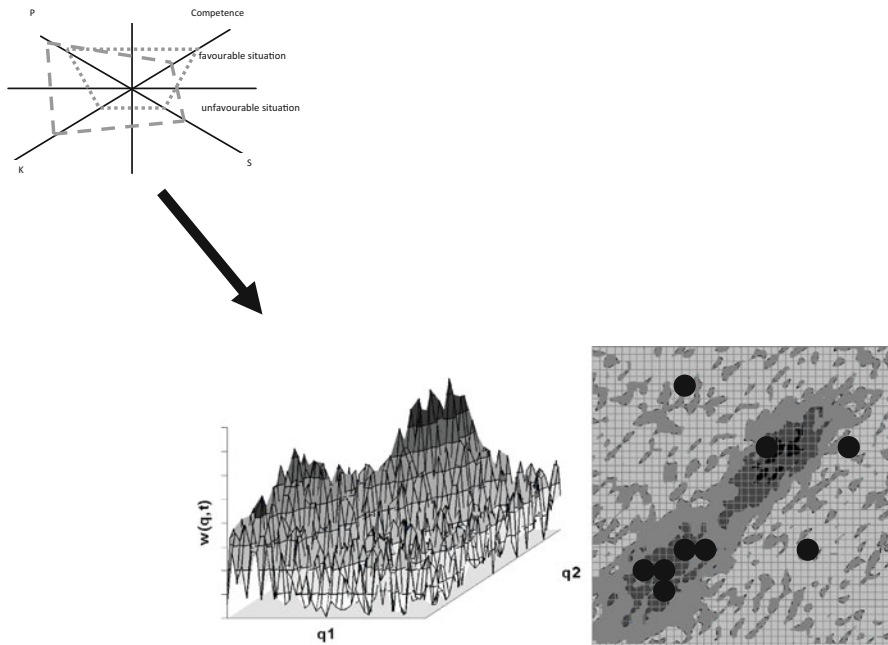 P
Competence
favourable situation
unfavourable situation
K
S
w(q,t)
q1
q2